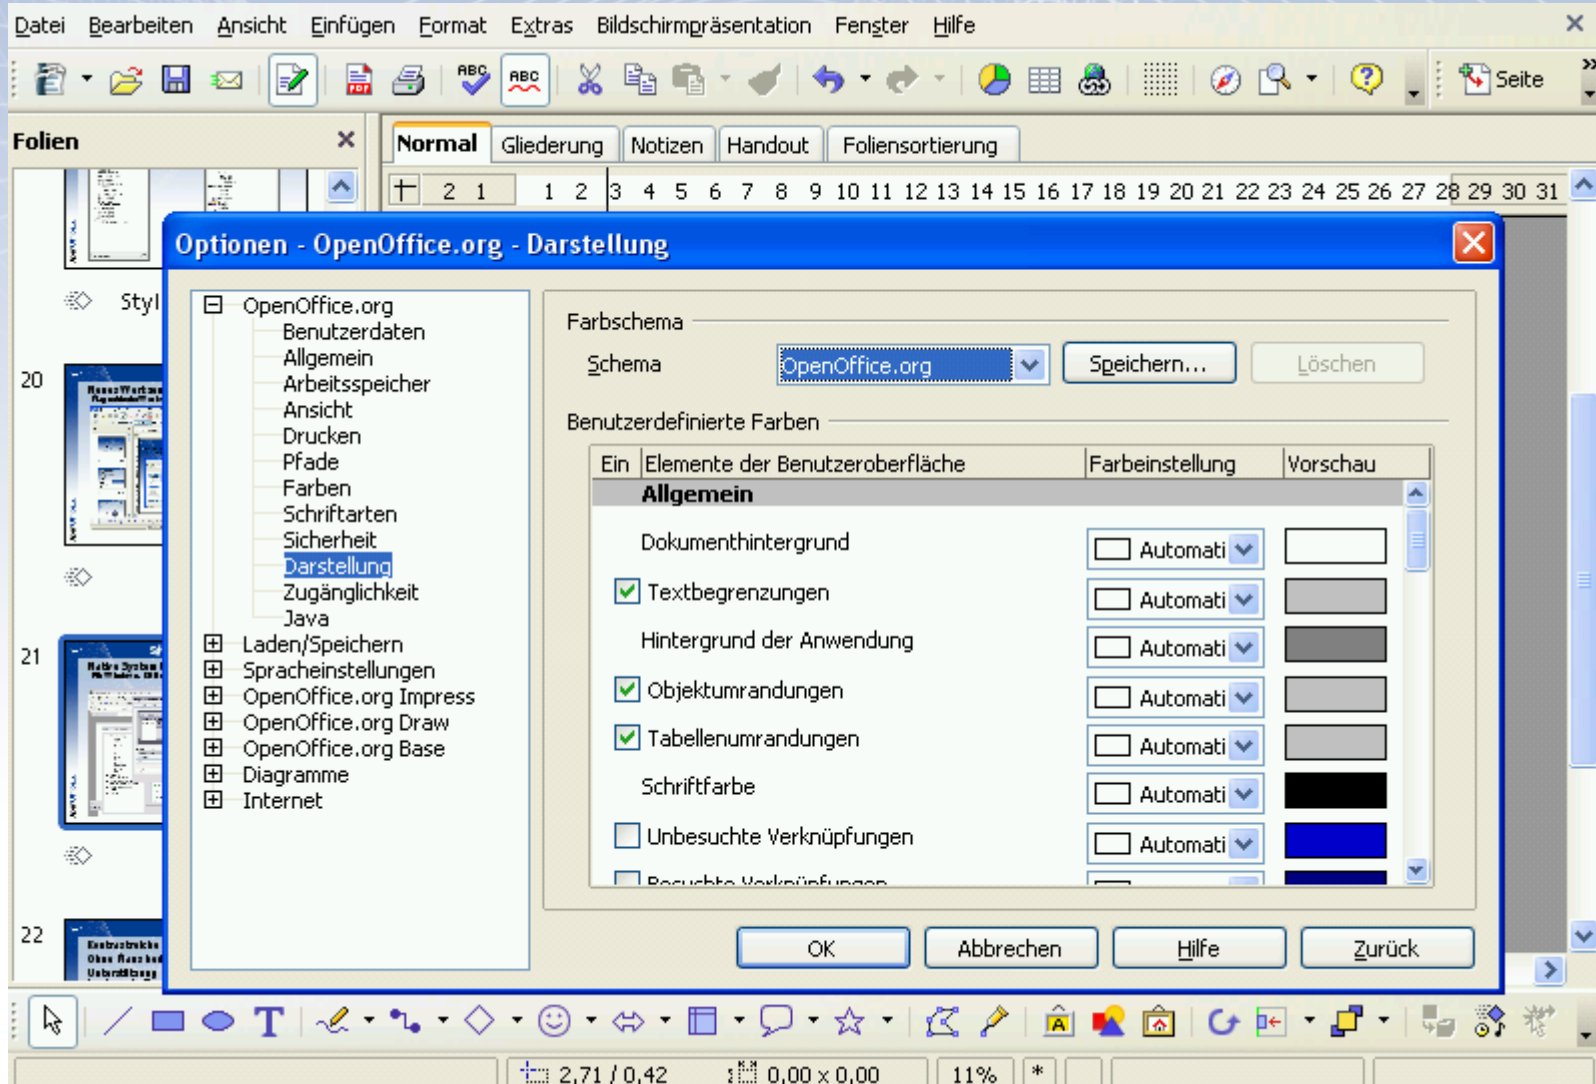 Datei Bearbeiten Ansicht Einfügen Format Extras Bildschirmpräsentation Fenster Hilfe
ABC ABC Seite
Folien
Normal Gliederung Notizen Handout Foliensortierung
2 1 1 2 3 4 5 6 7 8 9 10 11 12 13 14 15 16 17 18 19 20 21 22 23 24 25 26 27 28 29 30 31
Optionen - OpenOffice.org - Darstellung
Styl
20
21
22
OpenOffice.org
Benutzerdaten
Allgemein
Arbeitsspeicher
Ansicht
Drucken
Pfade
Farben
Schriftarten
Sicherheit
Darstellung
Zugänglichkeit
Java
Laden/Speichern
Spracheinstellungen
OpenOffice.org Impress
OpenOffice.org Draw
OpenOffice.org Base
Diagramme
Internet
Farbschema
Schema OpenOffice.org Speichern... Löschen
Benutzerdefinierte Farben
Ein Elemente der Benutzeroberfläche Farbeinstellung Vorschau
Allgemein
Dokumenthintergrund Automati
Textbegrenzungen Automati
Hintergrund der Anwendung Automati
Objektumrandungen Automati
Tabellenumrandungen Automati
Schriftfarbe Automati
Unbesuchte Verknüpfungen Automati
Besuchte Verknüpfungen
OK Abbrechen Hilfe Zurück
2,71 / 0,42 0,00 x 0,00 11% *